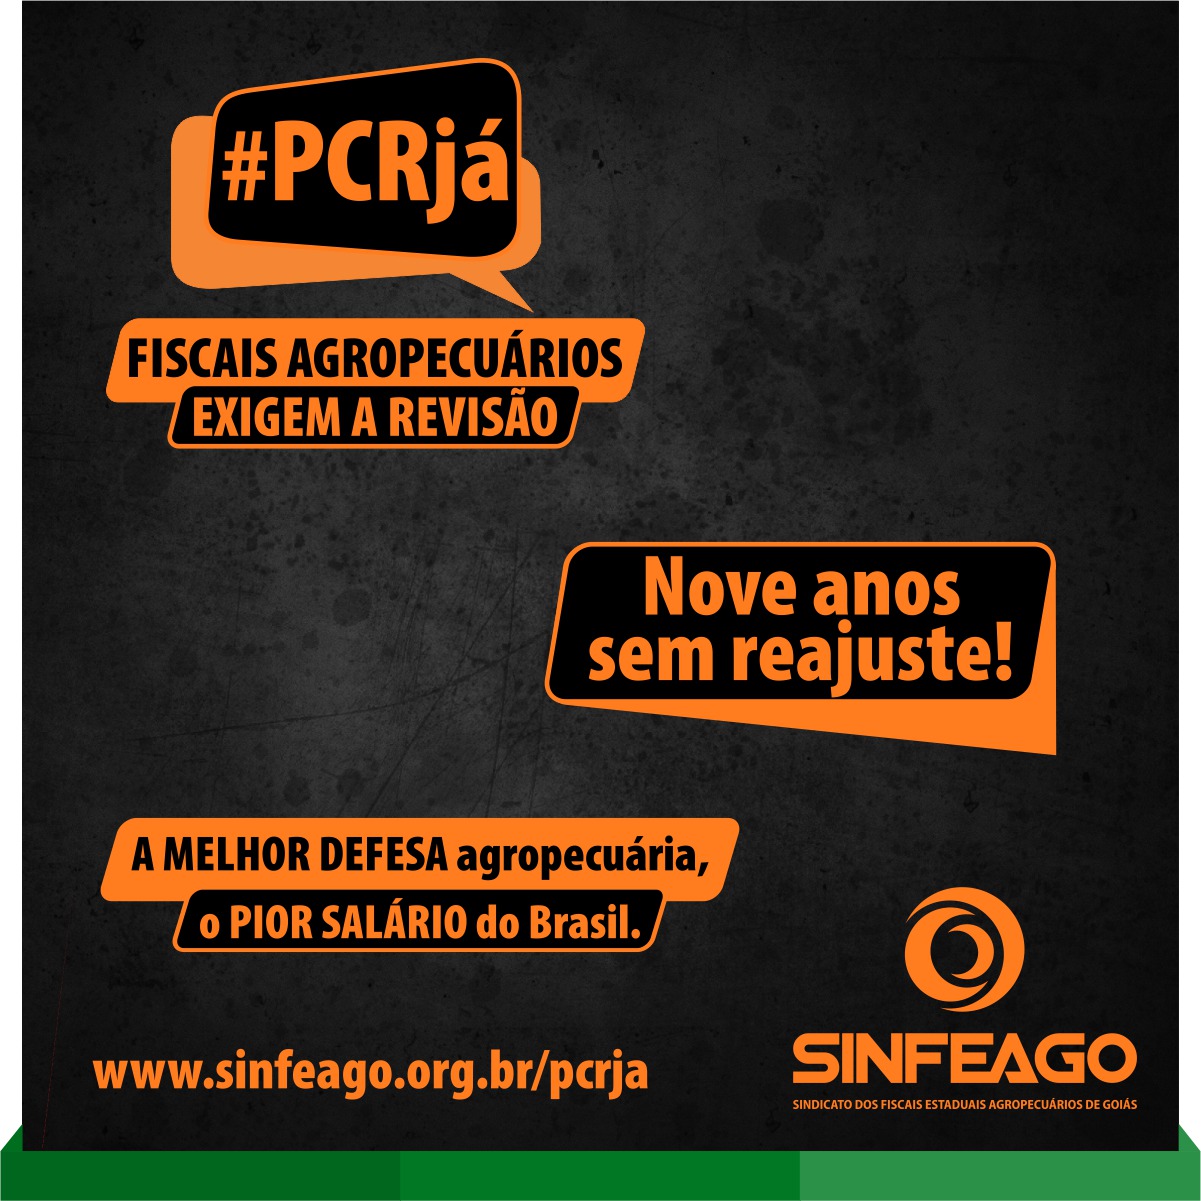 #PCRjá
FISCAIS AGROPECUÁRIOS
EXIGEM A REVISÃO
Nove anos
sem reajuste!
A MELHOR DEFESA agropecuária,
o PIOR SALÁRIO do Brasil.
www.sinfeago.org.br/pcrja
SINFEAGO
SINDICATO DOS FISCAIS ESTADUAIS AGROPECUÁRIOS DE GOIÁS